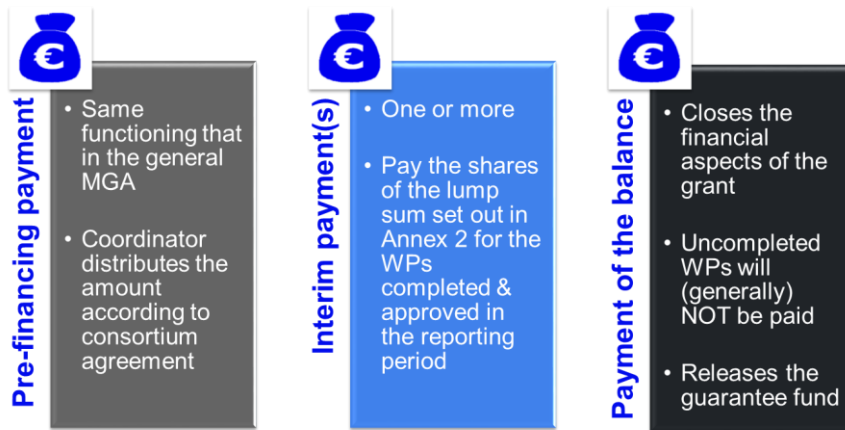 €
Pre-financing payment
• Same
functioning that
in the general
MGA
• Coordinator
distributes the
amount
according to
consortium
agreement
€
Interim payment(s)
• One or more
• Pay the shares
of the lump
sum set out in
Annex 2 for the
WPs
completed &
approved in
the reporting
period
€
Payment of the balance
• Closes the
financial
aspects of the
grant
• Uncompleted
WPs will
(generally)
NOT be paid
• Releases the
guarantee fund